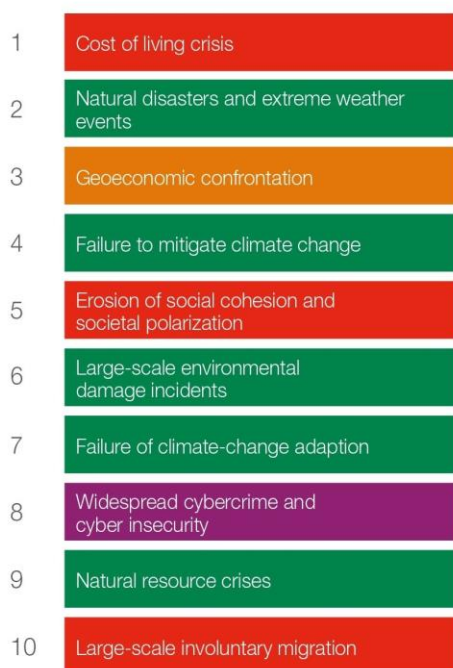 1 Cost of living crisis
2 Natural disasters and extreme weather
events
3 Geoeconomic confrontation
4 Failure to mitigate climate change
5 Erosion of social cohesion and
societal polarization
6 Large-scale environmental
damage incidents
7 Failure of climate-change adaption
8 Widespread cybercrime and
cyber insecurity
9 Natural resource crises
10 Large-scale involuntary migration